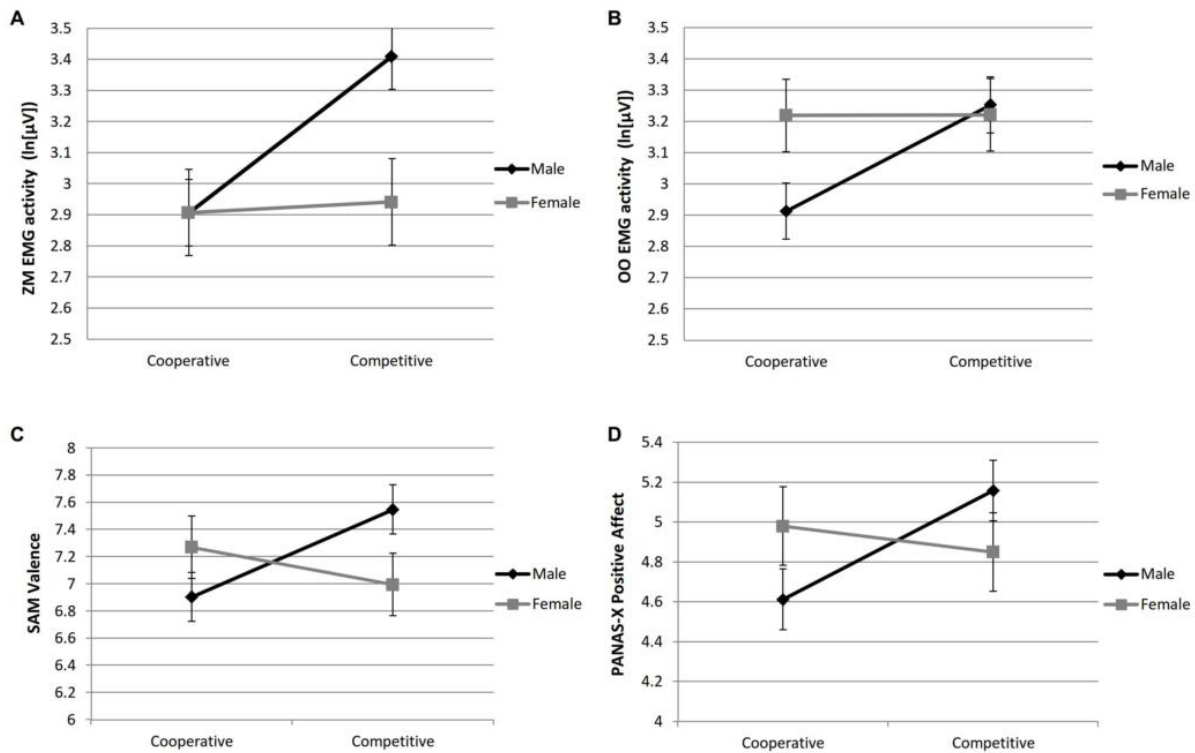 A
ZM EMG activity (ln[µV])
3.5
3.4
3.3
3.2
3.1
3
2.9
2.8
2.7
2.6
2.5
Cooperative
Competitive
Male
Female
B
OO EMG activity (ln[µV])
3.5
3.4
3.3
3.2
3.1
3
2.9
2.8
2.7
2.6
2.5
Cooperative
Competitive
Male
Female
C
SAM Valence
8
7.8
7.6
7.4
7.2
7
6.8
6.6
6.4
6.2
6
Cooperative
Competitive
Male
Female
D
PANAS-X Positive Affect
5.4
5.2
5
4.8
4.6
4.4
4.2
4
Cooperative
Competitive
Male
Female